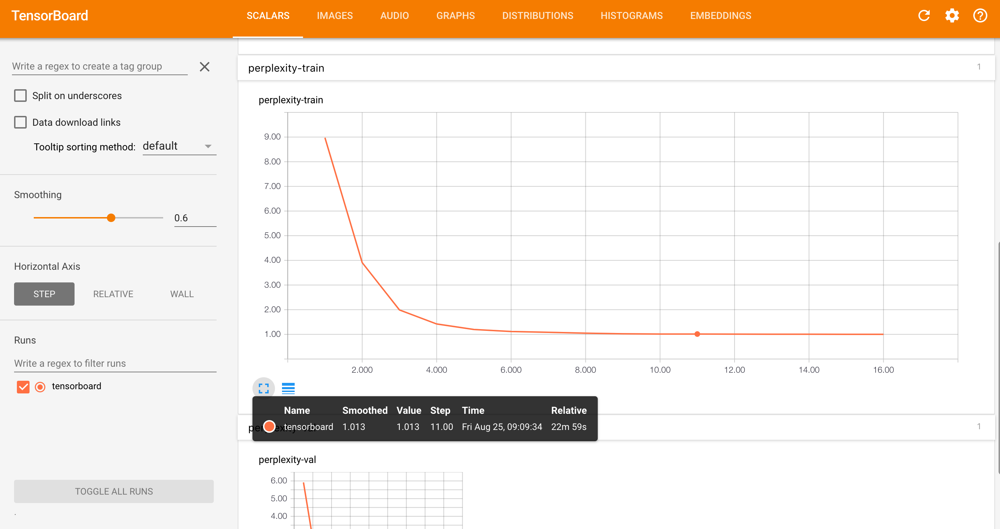 TensorBoard
SCALARS IMAGES AUDIO GRAPHS DISTRIBUTIONS HISTOGRAMS EMBEDDINGS
Write a regex to create a tag group
Split on underscores
Data download links
Tooltip sorting method: default
Smoothing
0.6
Horizontal Axis
STEP RELATIVE WALL
Runs
Write a regex to filter runs
tensorboard
TOGGLE ALL RUNS
.
perplexity-train 1
perplexity-train
9.00
8.00
7.00
6.00
5.00
4.00
3.00
2.00
1.00
2.000 4.000 6.000 8.000 10.00 12.00 14.00 16.00
Name Smoothed Value Step Time Relative
tensorboard 1.013 1.013 11.00 Fri Aug 25, 09:09:34 22m 59s
1
perplexity-val
6.00
5.00
4.00